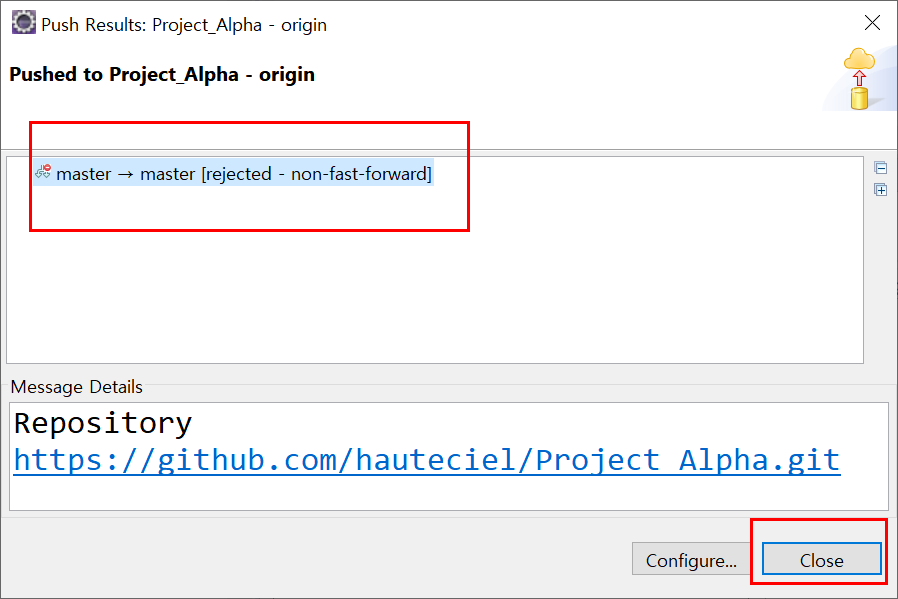 Push Results: Project_Alpha - origin
Pushed to Project_Alpha - origin
master → master [rejected - non-fast-forward]
Message Details
Repository
https://github.com/hauteciel/Project_Alpha.git
Configure...
Close